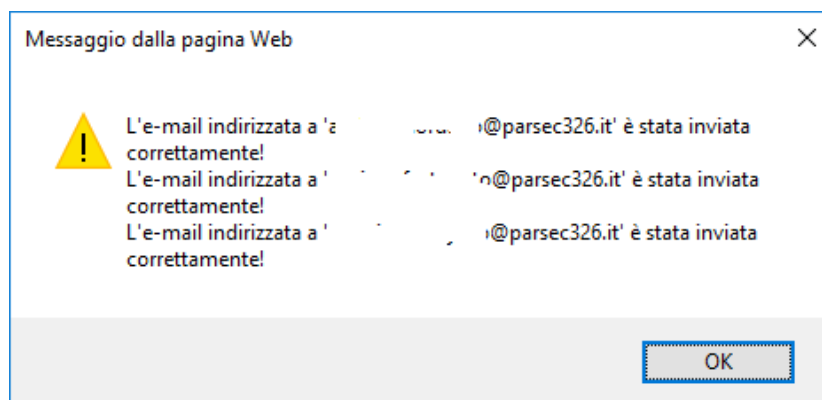 Messaggio dalla pagina Web
L'e-mail indirizzata a ' @parsec326.it' è stata inviata
correttamente!
L'e-mail indirizzata a ' @parsec326.it' è stata inviata
correttamente!
L'e-mail indirizzata a ' @parsec326.it' è stata inviata
correttamente!
OK